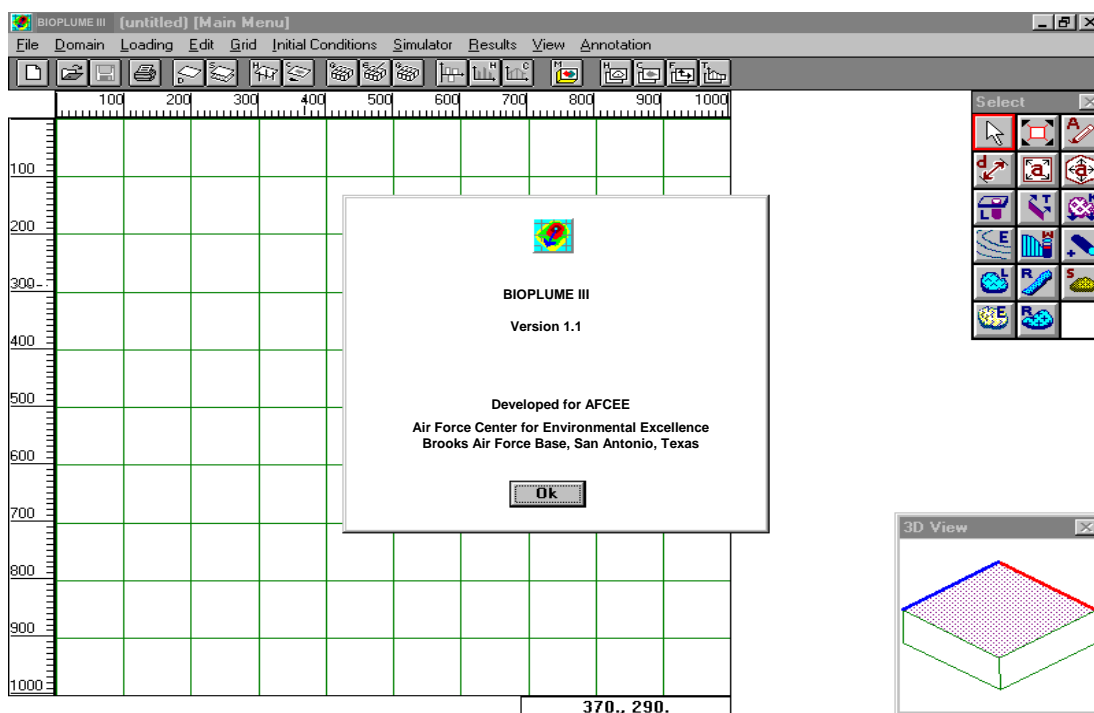 BIOPLUME III (untitled) [Main Menu]
File Domain Loading Edit Grid Initial Conditions Simulator Results View Annotation
100 200 300 400 500 600 700 800 900 1000
Select
100
200
300
400
500
600
700
800
900
1000
BIOPLUME III
Version 1.1
Developed for AFCEE
Air Force Center for Environmental Excellence
Brooks Air Force Base, San Antonio, Texas
Ok
3D View
370., 290.